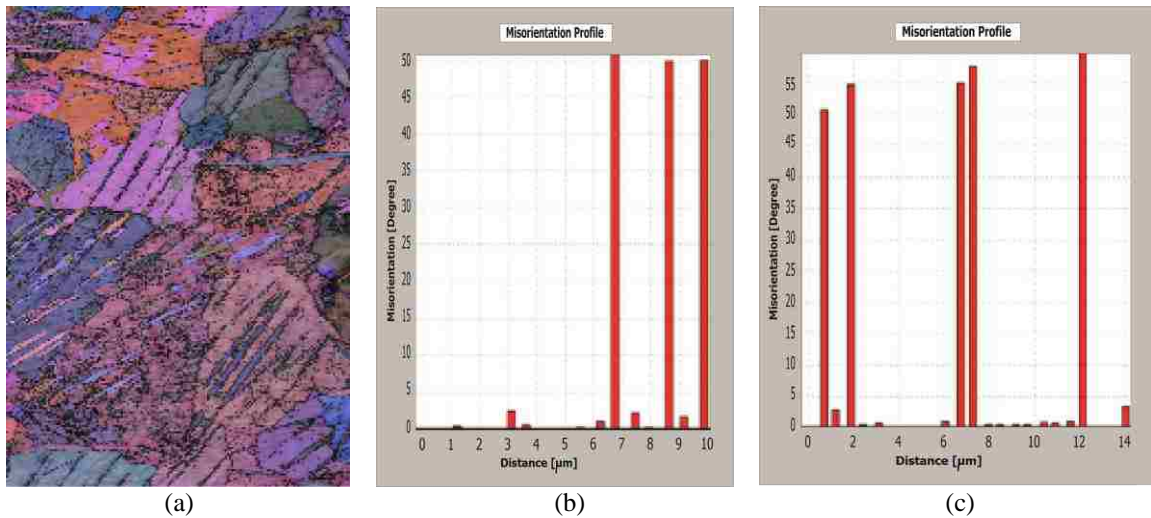 Misorientation Profile
Misorientation [Degree]
50
45
40
35
30
25
20
15
10
5
0
0 1 2 3 4 5 6 7 8 9 10
Distance [μm]
Misorientation Profile
Misorientation [Degree]
55
50
45
40
35
30
25
20
15
10
5
0
0 2 4 6 8 10 12 14
Distance [μm]
(a) (b) (c)